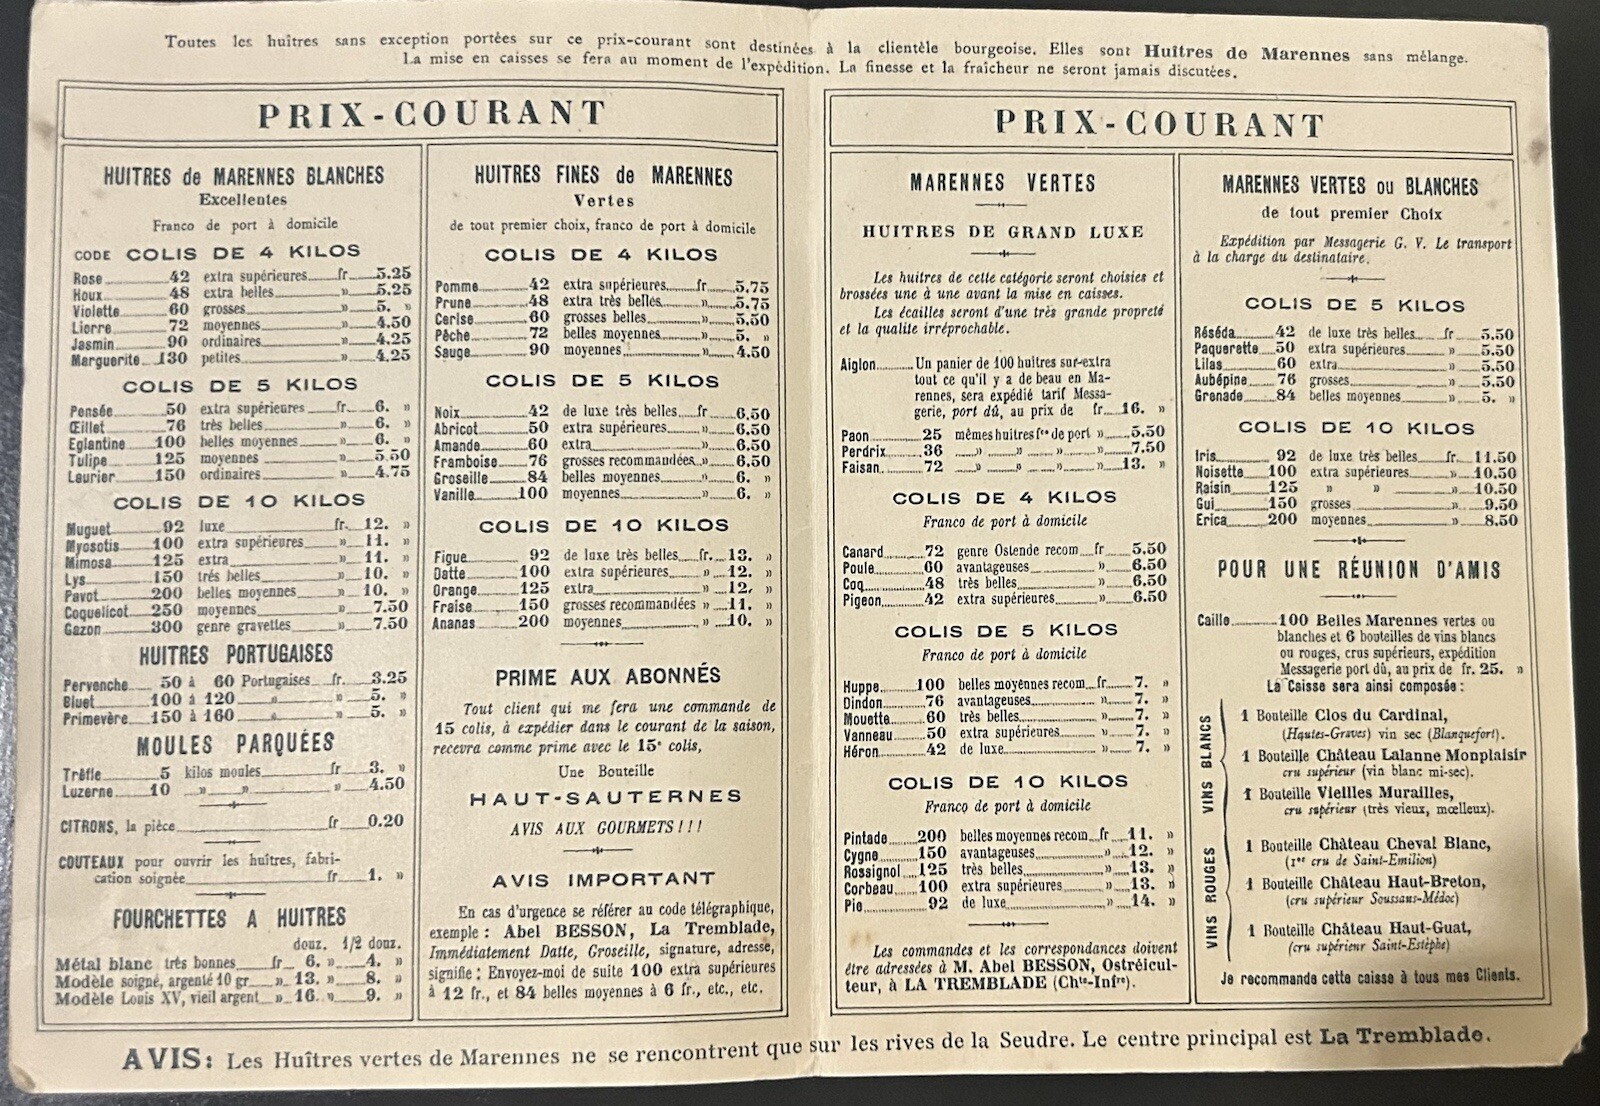 Toutes les huîtres sans exception portées sur ce prix-courant sont destinées à la clientèle bourgeoise. Elles sont Huîtres de Marennes sans mélange.
La mise en caisses se fera au moment de l'expédition. La finesse et la fraîcheur ne seront jamais discutées.
PRIX-COURANT
HUITRES de MARENNES BLANCHES
Excellentes
Franco de port à domicile
CODE COLIS DE 4 KILOS
Rose 42 extra supérieures fr 5.25
Houx 48 extra belles » 5.25
Violette 60 grosses » 5. »
Lierre 72 moyennes » 4.50
Jasmin 90 ordinaires » 4.25
Marguerite 130 petites » 4.25
COLIS DE 5 KILOS
Pensée 50 extra supérieures fr. 6. »
Œillet 76 très belles » 6. »
Eglantine 100 belles moyennes » 6. »
Tulipe 125 moyennes » 5.50
Laurier 150 ordinaires » 4.75
COLIS DE 10 KILOS
Muguet 92 luxe fr. 12. »
Myosotis 100 extra supérieures » 11. »
Mimosa 125 extra » 11. »
Lys 150 très belles » 10. »
Pavot 200 belles moyennes » 10. »
Coquelicot 250 moyennes » 7.50
Gazon 300 genre gravettes » 7.50
HUITRES PORTUGAISES
Pervenche 50 à 60 Portugaises fr. 3.25
Bluet 100 à 120 » » 5. »
Primevère 150 à 160 » » 5. »
MOULES PARQUÉES
Trêfle 5 kilos moules fr 3. »
Luzerne 10 » » » 4.50
CITRONS, la pièce fr 0.20
COUTEAUX pour ouvrir les huîtres, fabri-
cation soignée fr 1. »
FOURCHETTES A HUITRES
douz. 1/2 douz.
Métal blanc très bonnes fr 6. » 4. »
Modèle soigné, argenté 10 gr » 13. » 8. »
Modèle Louis XV, vieil argent » 16. » 9. »
HUITRES FINES de MARENNES
Vertes
de tout premier choix, franco de port à domicile
COLIS DE 4 KILOS
Pomme 42 extra supérieures fr 5.75
Prune 48 extra très belles » 5.75
Cerise 60 grosses belles » 5.50
Pêche 72 belles moyennes » 5. »
Sauge 90 moyennes » 4.50
COLIS DE 5 KILOS
Noix 42 de luxe très belles fr 6.50
Abricot 50 extra supérieures » 6.50
Amande 60 extra » 6.50
Framboise 76 grosses recommandées » 6.50
Groseille 84 belles moyennes » 6. »
Vanille 100 moyennes » 6. »
COLIS DE 10 KILOS
Figue 92 de luxe très belles fr. 13. »
Datte 100 extra supérieures » 12. »
Orange 125 extra » 12. »
Fraise 150 grosses recommandées » 11. »
Ananas 200 moyennes » 10. »
PRIME AUX ABONNÉS
Tout client qui me fera une commande de
15 colis, à expédier dans le courant de la saison,
recevra comme prime avec le 15e colis,
Une Bouteille
HAUT-SAUTERNES
AVIS AUX GOURMETS!!!
AVIS IMPORTANT
En cas d'urgence se référer au code télégraphique,
exemple : Abel BESSON, La Tremblade,
Immédiatement Datte, Groseille, signature, adresse,
signifie : Envoyez-moi de suite 100 extra supérieures
à 12 fr., et 84 belles moyennes à 6 fr., etc., etc.
PRIX-COURANT
MARENNES VERTES
HUITRES DE GRAND LUXE
Les huitres de cette catégorie seront choisies et
brossées une à une avant la mise en caisses.
Les écailles seront d'une très grande propreté
et la qualite irréprochable.
Aiglon Un panier de 100 huîtres sur-extra
tout ce qu'il y a de beau en Ma-
rennes, sera expédié tarif Messa-
gerie, port dû, au prix de fr. 16. »
Paon 25 mêmes huitres fco de port » 5.50
Perdrix 36 » » » » 7.50
Faisan 72 » » » » 13. »
COLIS DE 4 KILOS
Franco de port à domicile
Canard 72 genre Ostende recom fr 5.50
Poule 60 avantageuses » 6.50
Coq 48 très belles » 6.50
Pigeon 42 extra supérieures » 6.50
COLIS DE 5 KILOS
Franco de port à domicile
Huppe 100 belles moyennes recom fr 7. »
Dindon 76 avantageuses » 7. »
Mouette 60 très belles » 7. »
Vanneau 50 extra supérieures » 7. »
Héron 42 de luxe » 7. »
COLIS DE 10 KILOS
Franco de port à domicile
Pintade 200 belles moyennes recom fr 11. »
Cygne 150 avantageuses » 12. »
Rossignol 125 très belles » 13. »
Corbeau 100 extra supérieures » 13. »
Pie 92 de luxe » 14. »
Les commandes et les correspondances doivent
être adressées à M. Abel BESSON, Ostréicul-
teur, à LA TREMBLADE (Chte-Infre).
MARENNES VERTES ou BLANCHES
de tout premier Choix
Expédition par Messagerie G. V. Le transport
à la charge du destinataire.
COLIS DE 5 KILOS
Réséda 42 de luxe très belles fr 5.50
Paquerette 50 extra supérieures » 5.50
Lilas 60 extra » 5.50
Aubépine 76 grosses » 5.50
Grenade 84 belles moyennes » 5. »
COLIS DE 10 KILOS
Iris 92 de luxe très belles fr. 11.50
Noisette 100 extra supérieures » 10.50
Raisin 125 » » » 10.50
Gui 150 grosses » 9.50
Erica 200 moyennes » 8.50
POUR UNE RÉUNION D'AMIS
Caille 100 Belles Marennes vertes ou
blanches et 6 bouteilles de vins blancs
ou rouges, crus supérieurs, expédition
Messagerie port dû, au prix de fr. 25. »
La Caisse sera ainsi composée :
VINS BLANCS
1 Bouteille Clos du Cardinal,
(Hautes-Graves) vin sec (Blanquefort).
1 Bouteille Château Lalanne Monplaisir
cru supérieur (vin blanc mi-sec).
1 Bouteille Vieilles Murailles,
cru supérieur (très vieux, mœlleux).
VINS ROUGES
1 Bouteille Château Cheval Blanc,
(1er cru de Saint-Emilion)
1 Bouteille Château Haut-Breton,
(cru supérieur Soussans-Médoc)
1 Bouteille Château Haut-Guat,
(cru supérieur Saint-Estèphe)
Je recommande cette caisse à tous mes Clients.
AVIS: Les Huîtres vertes de Marennes ne se rencontrent que sur les rives de la Seudre. Le centre principal est La Tremblade.